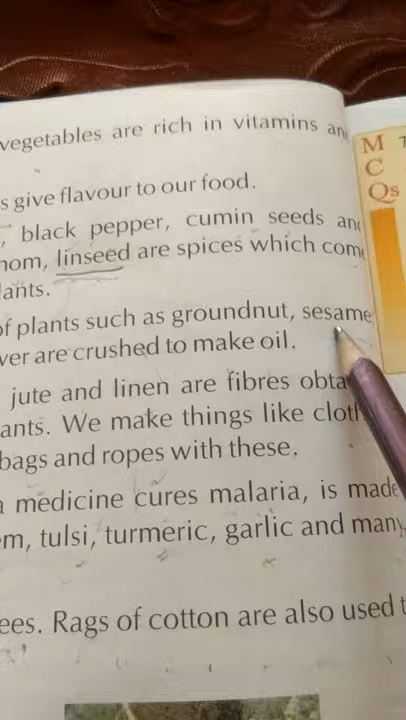 vegetables are rich in vitamins an
s give flavour to our food.
, black pepper, cumin seeds an
nom, linseed are spices which com
lants.
of plants such as groundnut, sesame
ver are crushed to make oil.
jute and linen are fibres obta
ants. We make things like cloth
bags and ropes with these.
a medicine cures malaria, is made
m, tulsi, turmeric, garlic and many
ees. Rags of cotton are also used t
M
C
Qs